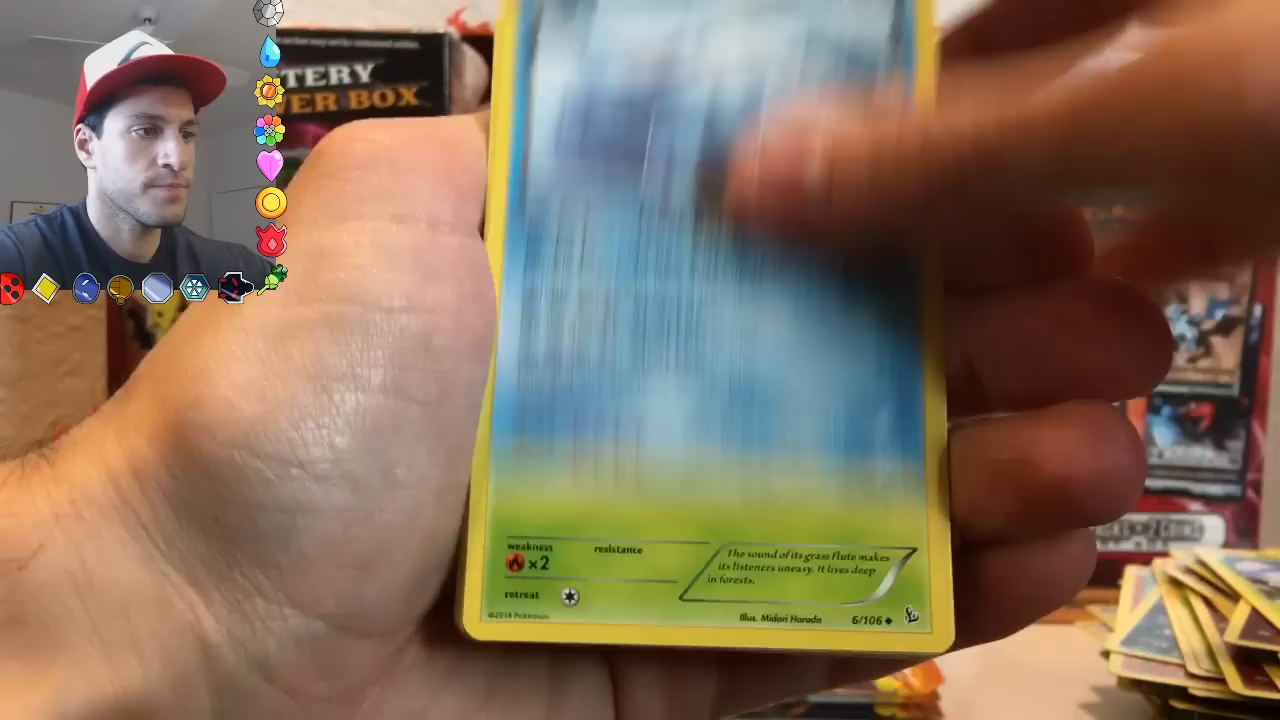 TERY
ER BOX
weakness
×2
resistance
retreat
The sound of its grass flute makes
its listeners uneasy. It lives deep
in forests.
©2014 Pokémon
Illus. Midori Harada
6/106